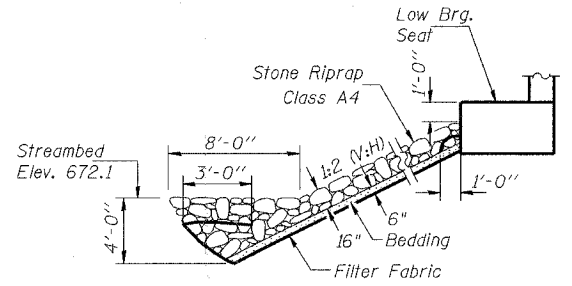 Low Brg.
Seat
Stone Riprap
Class A4
1'-0"
Streambed
Elev. 672.1
8'-0"
3'-0"
1:2 (V:H)
1'-0"
4'-0"
6"
16"
Bedding
Filter Fabric